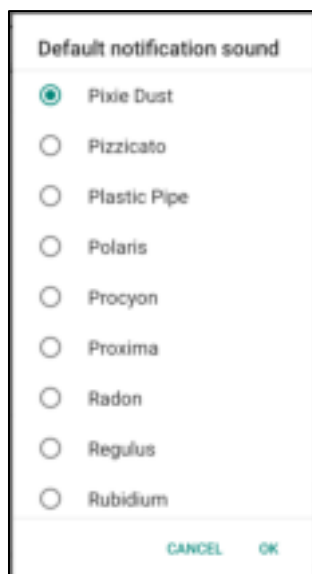 Default notification sound
Pixie Dust
Pizzicato
Plastic Pipe
Polaris
Procyon
Proxima
Radon
Regulus
Rubidium
CANCEL OK